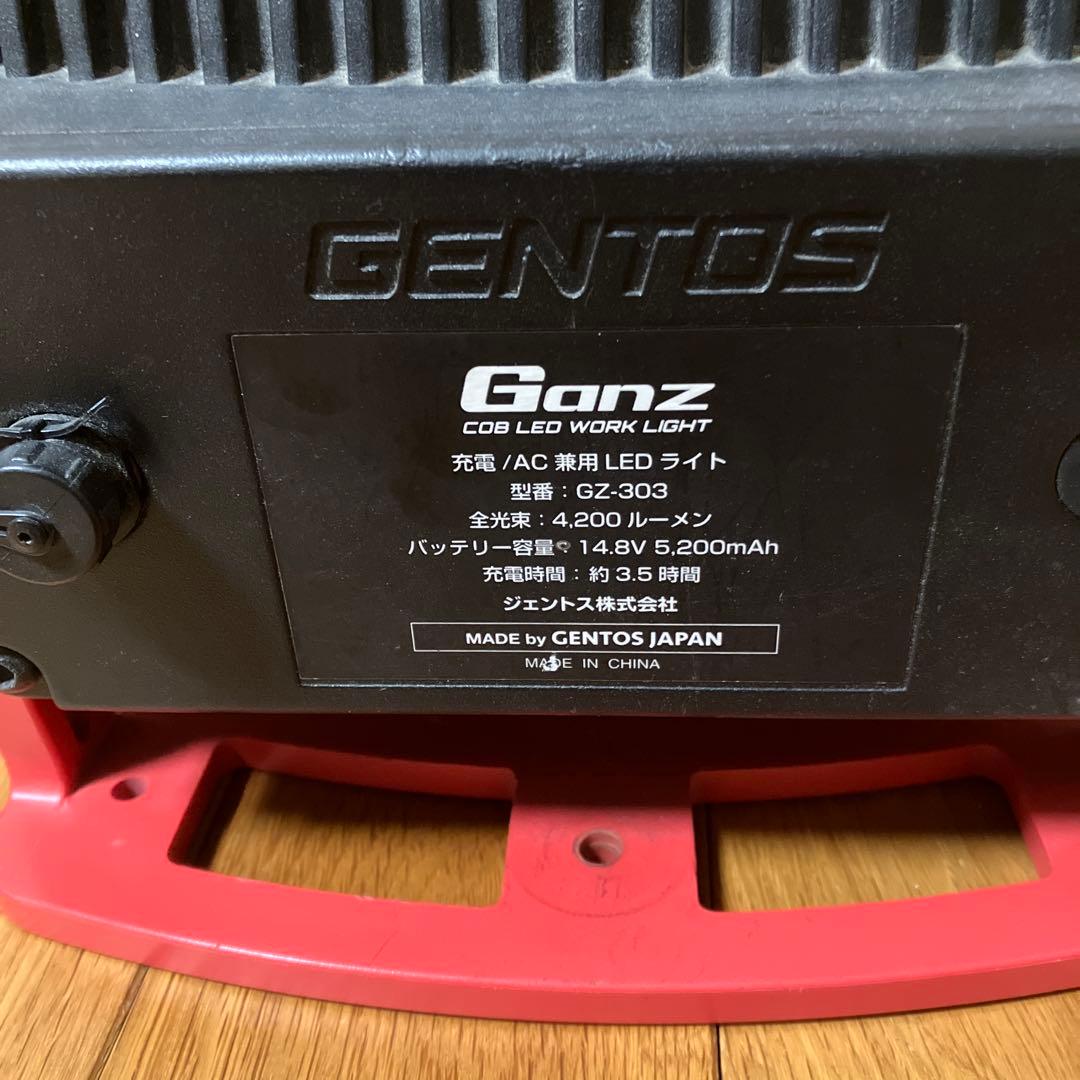 GENTOS
Ganz
COB LED WORK LIGHT
充電/AC 兼用 LED ライト
型番：GZ-303
全光束：4,200 ルーメン
バッテリー容量：14.8V 5,200mAh
充電時間：約 3.5 時間
ジェントス株式会社
MADE by GENTOS JAPAN
MADE IN CHINA